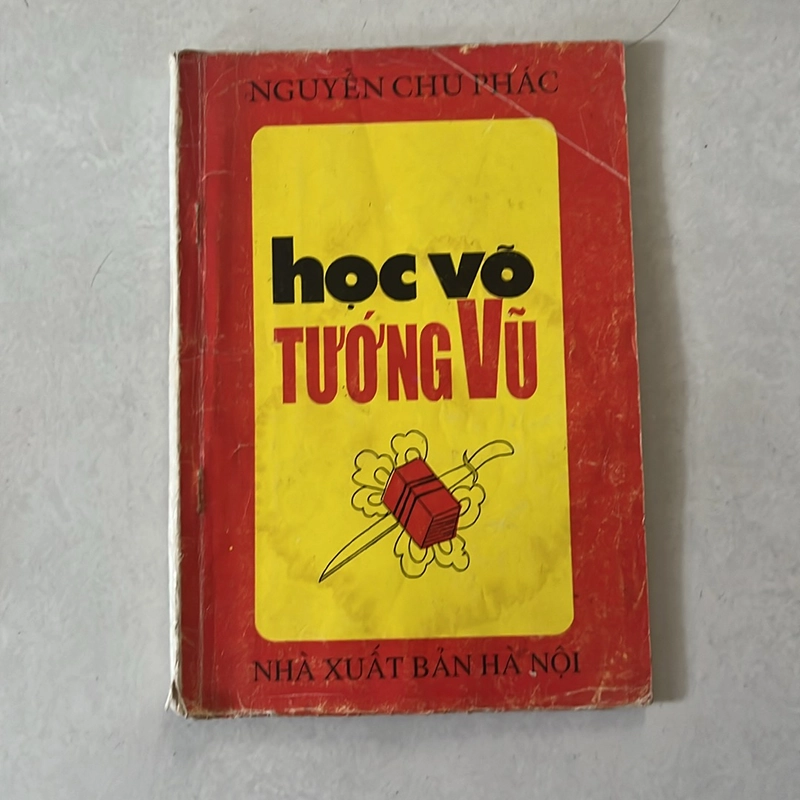 NGUYỄN CHU PHÁC
học võ
TƯỚNG VŨ
NHÀ XUẤT BẢN HÀ NỘI